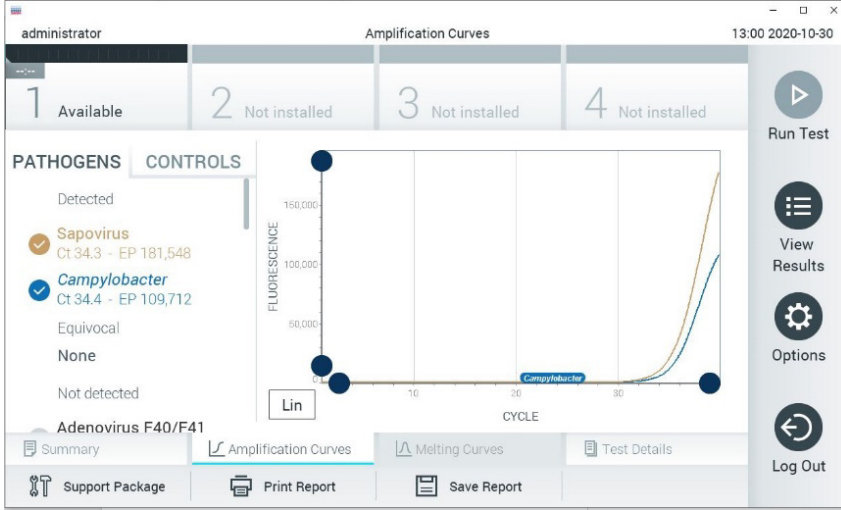 administrator
Amplification Curves
13:00 2020-10-30
--:--
1 Available
2 Not installed
3 Not installed
4 Not installed
Run Test
View
Results
Options
Log Out
PATHOGENS
CONTROLS
Detected
Sapovirus
Ct 34.3 - EP 181,548
Campylobacter
Ct 34.4 - EP 109,712
Equivocal
None
Not detected
Adenovirus F40/F41
FLUORESCENCE
150,000
100,000
50,000
0
Campylobacter
10
20
30
CYCLE
Lin
Summary
Amplification Curves
Melting Curves
Test Details
Support Package
Print Report
Save Report